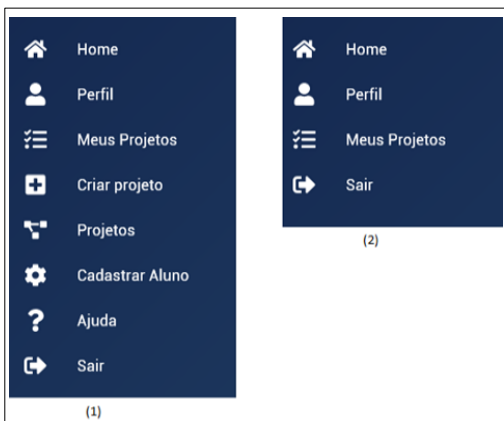 Home
Perfil
Meus Projetos
Criar projeto
Projetos
Cadastrar Aluno
Ajuda
Sair
(1)
Home
Perfil
Meus Projetos
Sair
(2)